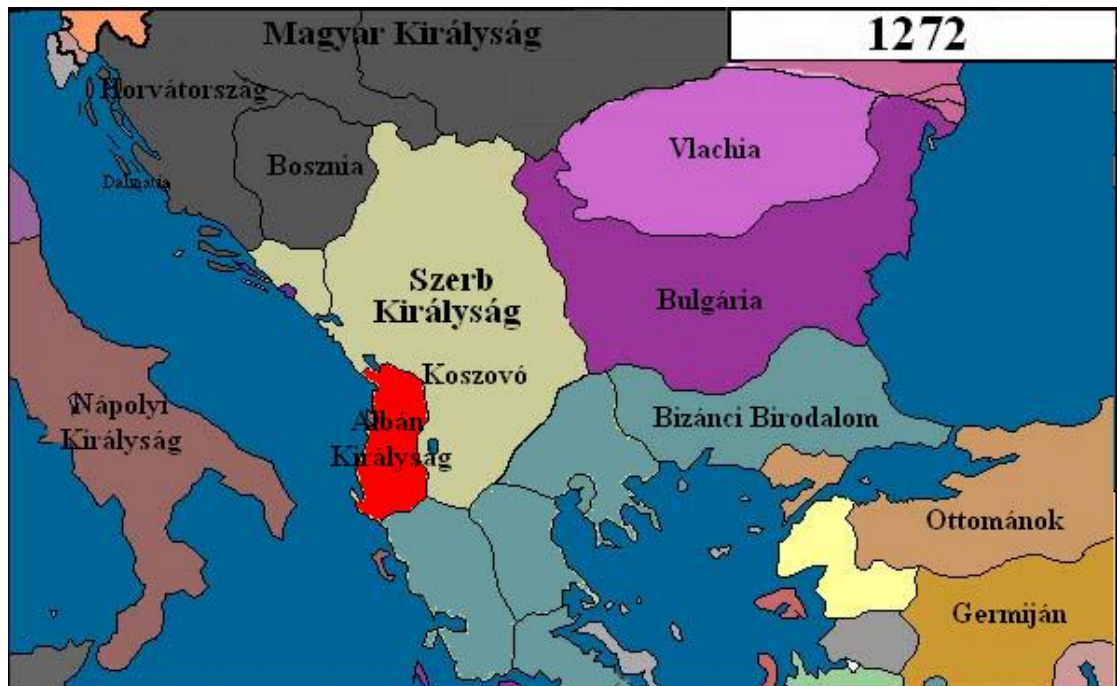 Magyar Királyság
1272
Horvátország
Vlachia
Bosznia
Dalmatia
Szerb
Királyság
Bulgária
Koszovó
Nápolyi
Királyság
Albán
Királyság
Bizánci Birodalom
Ottománok
Germiján